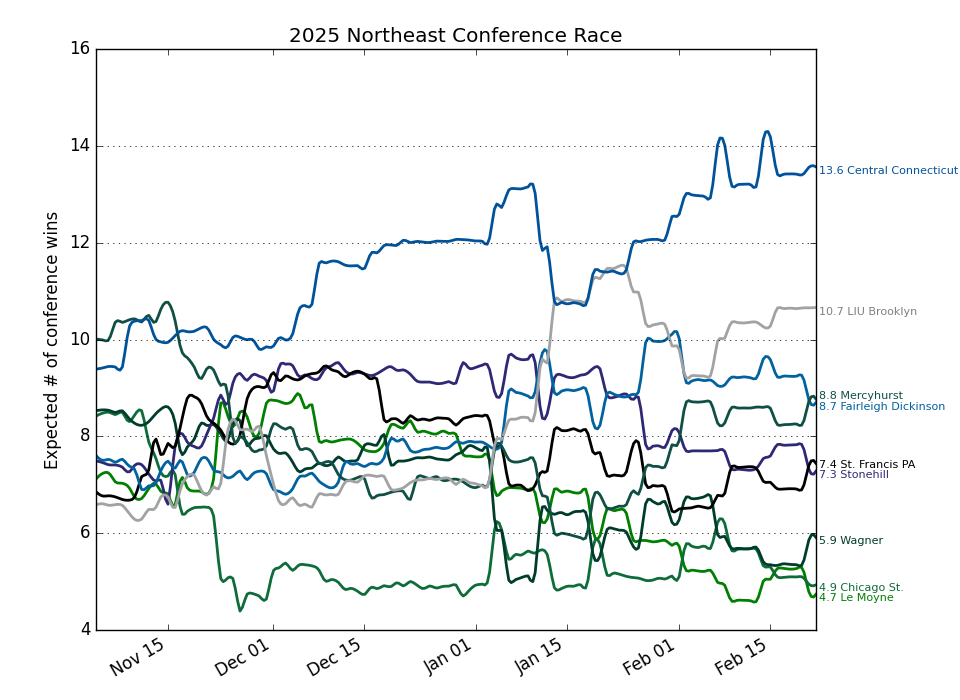 2025 Northeast Conference Race
Expected # of conference wins
16
14
12
10
8
6
4
13.6 Central Connecticut
10.7 LIU Brooklyn
8.8 Mercyhurst
8.7 Fairleigh Dickinson
7.4 St. Francis PA
7.3 Stonehill
5.9 Wagner
4.9 Chicago St.
4.7 Le Moyne
Nov 15
Dec 01
Dec 15
Jan 01
Jan 15
Feb 01
Feb 15